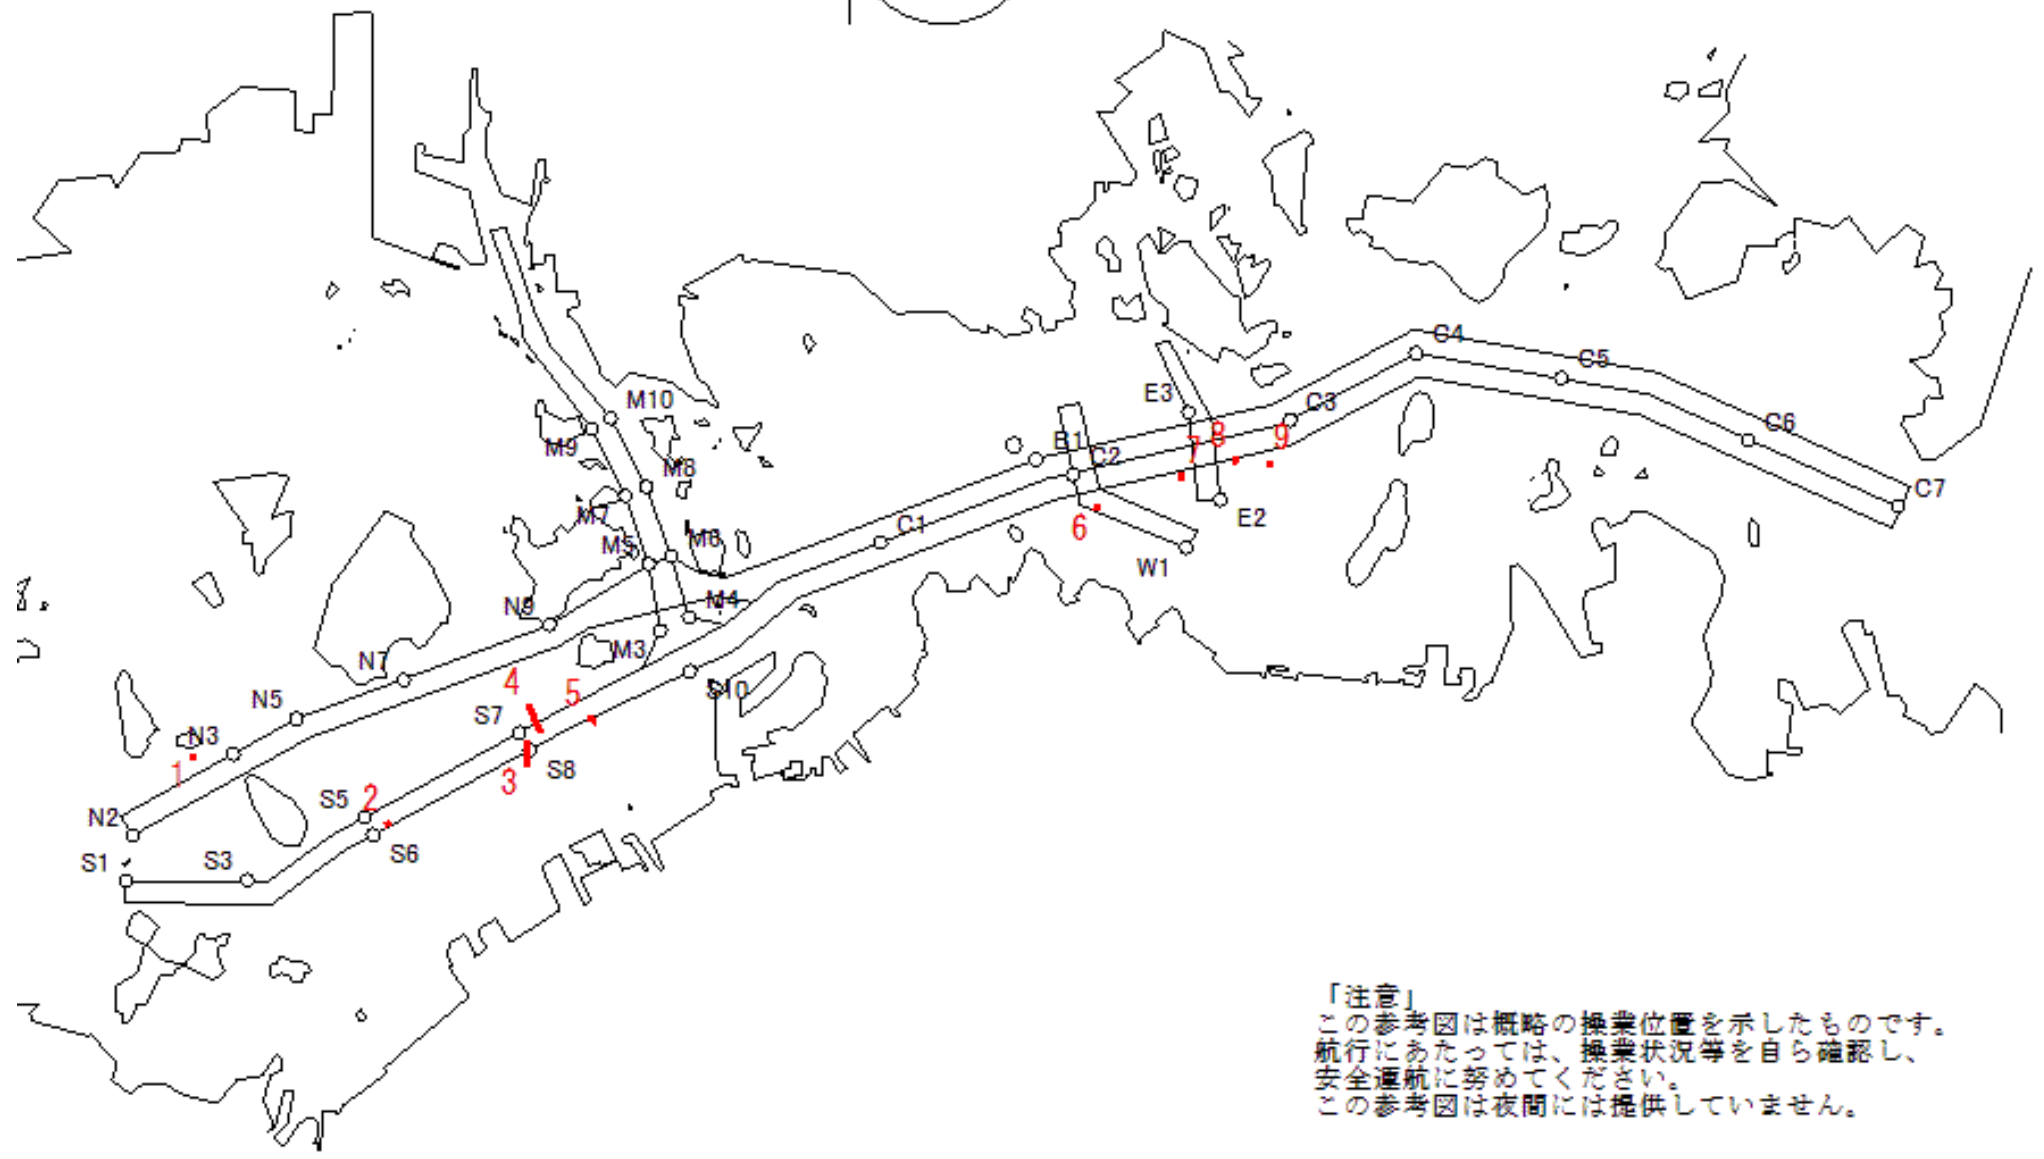 C4
C5
E3
M10
C3
C6
M9
B1
8
9
C2
7
M8
C7
M7
6
E2
C1
M5
M6
W1
N9
M4
M3
N7
4
5
S10
N5
S7
N3
1
S8
3
S5
2
N2
S6
S1
S3
「注意」
この参考図は概略の操業位置を示したものです。
航行にあたっては、操業状況等を自ら確認し、
安全運航に努めてください。
この参考図は夜間には提供していません。